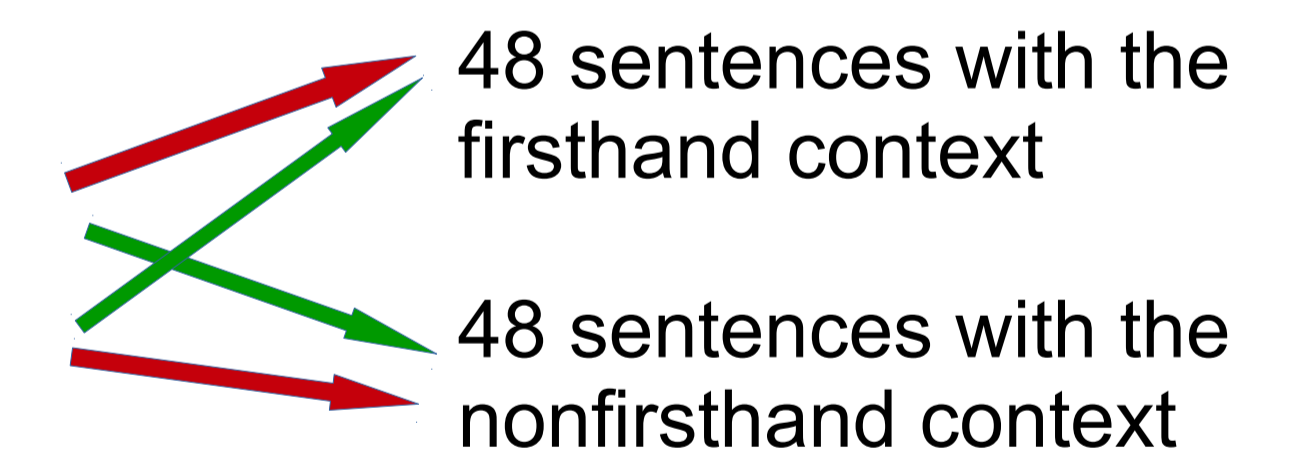 48 sentences with the
firsthand context
48 sentences with the
nonfirsthand context